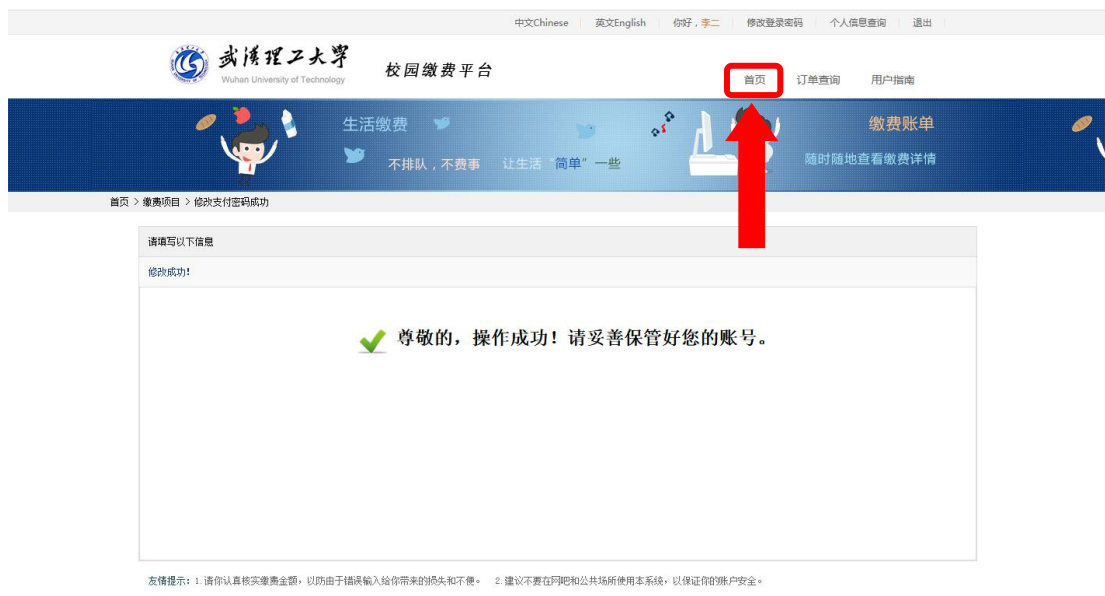 中文Chinese 英文English 你好，李二 修改登录密码 个人信息查询 退出
武汉理工大学
Wuhan University of Technology
校园缴费平台
首页 订单查询 用户指南
生活缴费
不排队，不费事 让生活“简单”一些
缴费账单
随时随地查看缴费详情
首页 > 缴费项目 > 修改支付密码成功
请填写以下信息
修改成功!
尊敬的，操作成功！请妥善保管好您的账号。
友情提示：1.请你认真核实缴费金额，以防由于错误输入给你带来的损失和不便。 2.建议不要在网吧和公共场所使用本系统，以保证你的账户安全。